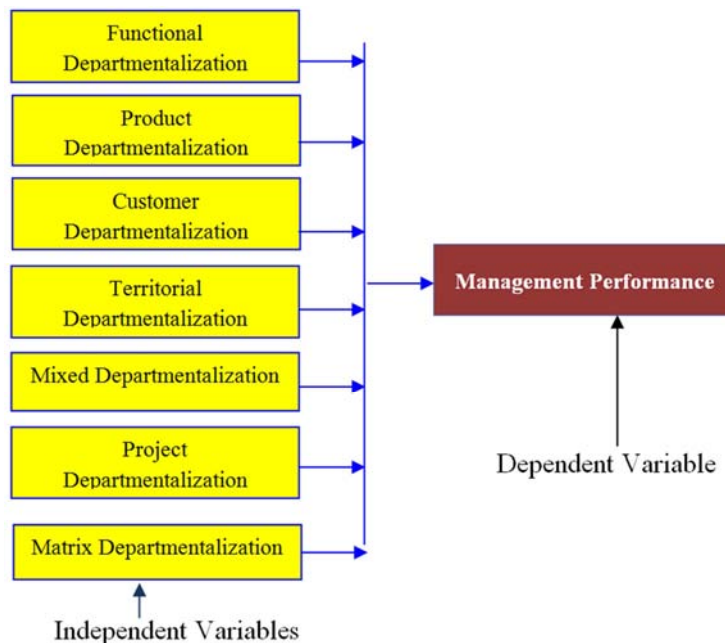 Functional
Departmentalization
Product
Departmentalization
Customer
Departmentalization
Territorial
Departmentalization
Mixed Departmentalization
Project
Departmentalization
Matrix Departmentalization
Independent Variables
Management Performance
Dependent Variable